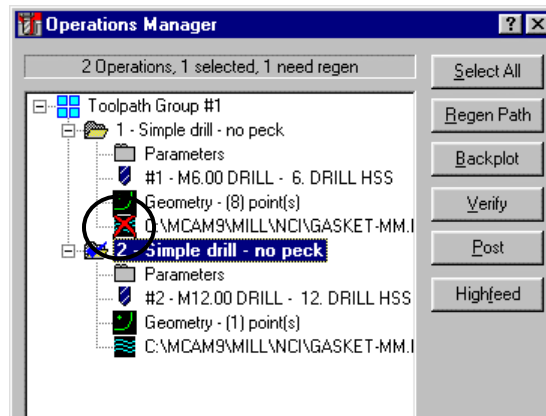 Operations Manager
2 Operations, 1 selected, 1 need regen
Select All
Toolpath Group #1
Regen Path
1 - Simple drill - no peck
Parameters
Backplot
#1 - M6.00 DRILL - 6. DRILL HSS
Geometry - (8) point(s)
Verify
C:\MCAM9\MILL\NCI\GASKET-MM.I
2 - Simple drill - no peck
Post
Parameters
#2 - M12.00 DRILL - 12. DRILL HSS
Highfeed
Geometry - (1) point(s)
C:\MCAM9\MILL\NCI\GASKET-MM.I